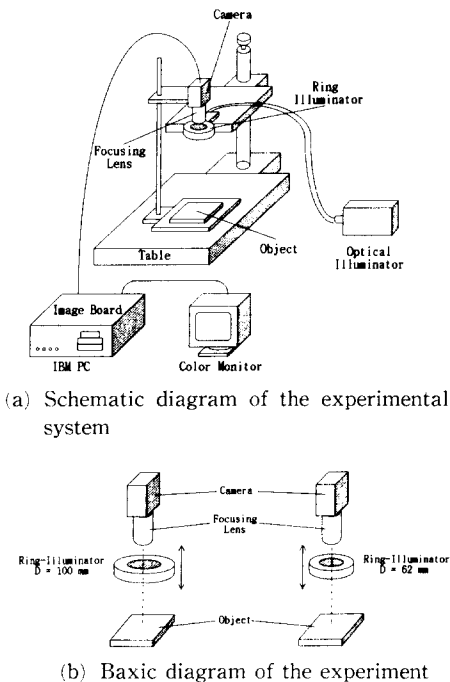 Camera
Ring
Illuminator
Focusing
Lens
Object
Table
Optical
Illuminator
Image Board
IBM PC
Color Monitor
(a) Schematic diagram of the experimental
system
Camera
Focusing
Lens
Ring-Illuminator
D = 100 mm
Ring-Illuminator
D = 62 mm
Object
(b) Baxic diagram of the experiment